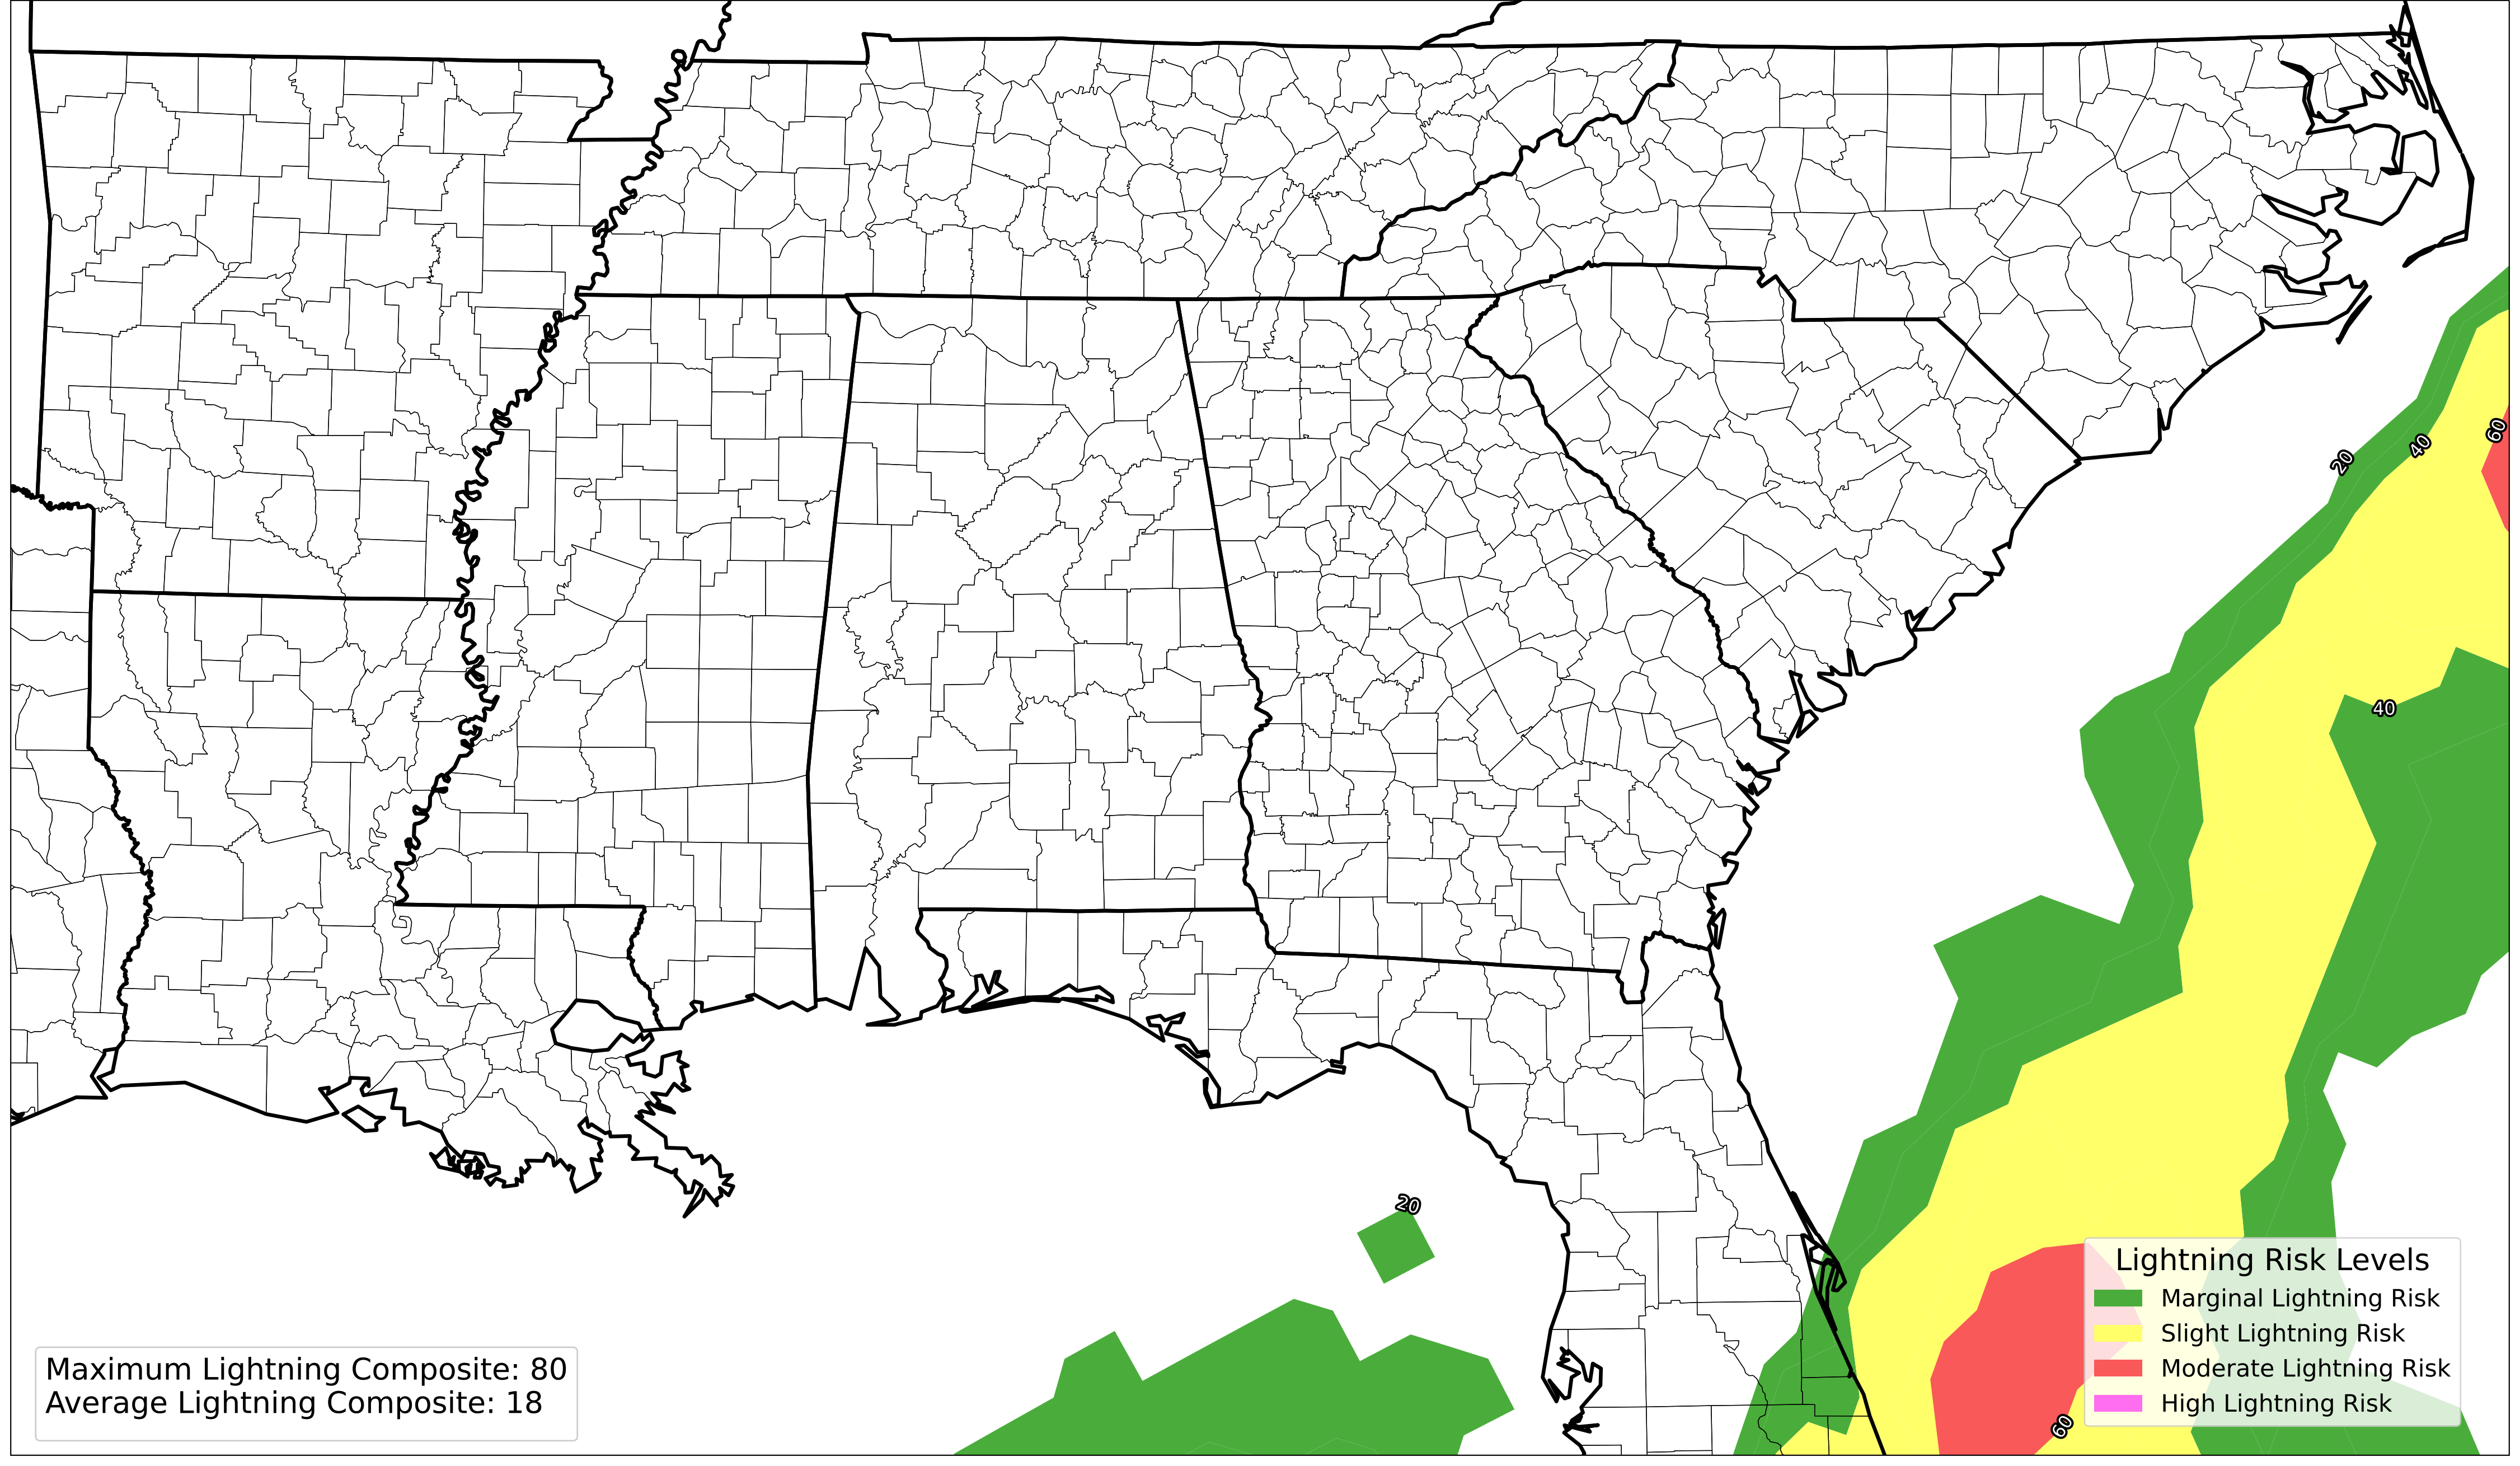 60
40
20
40
20
Lightning Risk Levels
Marginal Lightning Risk
Slight Lightning Risk
Moderate Lightning Risk
High Lightning Risk
Maximum Lightning Composite: 80
Average Lightning Composite: 18
60